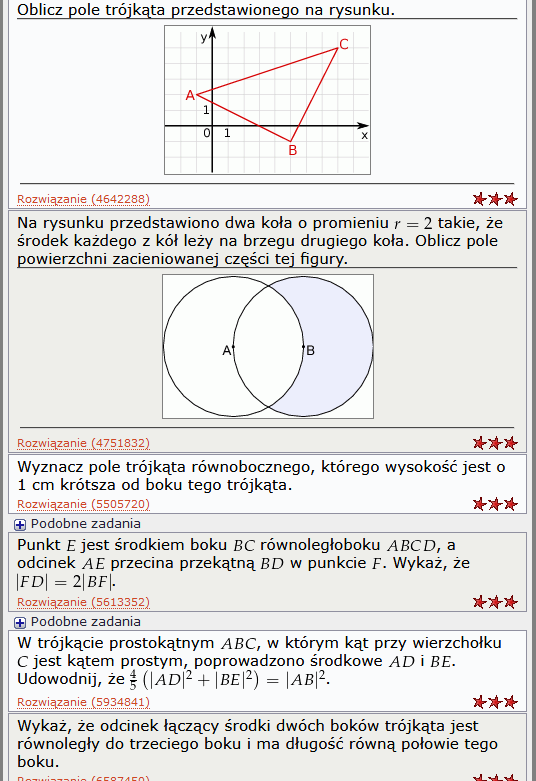 Oblicz pole trójkąta przedstawionego na rysunku.
y
C
A
1
0 1
x
B
Rozwiązanie (4642288)
Na rysunku przedstawiono dwa koła o promieniu r = 2 takie, że
środek każdego z kół leży na brzegu drugiego koła. Oblicz pole
powierzchni zacieniowanej części tej figury.
A B
Rozwiązanie (4751832)
Wyznacz pole trójkąta równobocznego, którego wysokość jest o
1 cm krótsza od boku tego trójkąta.
Rozwiązanie (5505720)
Podobne zadania
Punkt E jest środkiem boku BC równoległoboku ABCD, a
odcinek AE przecina przekątną BD w punkcie F. Wykaż, że
|FD| = 2|BF|.
Rozwiązanie (5613352)
Podobne zadania
W trójkącie prostokątnym ABC, w którym kąt przy wierzchołku
C jest kątem prostym, poprowadzono środkowe AD i BE.
Udowodnij, że 4/5 (|AD|² + |BE|²) = |AB|².
Rozwiązanie (5934841)
Wykaż, że odcinek łączący środki dwóch boków trójkąta jest
równoległy do trzeciego boku i ma długość równą połowie tego
boku.
Rozwiązanie (6587450)